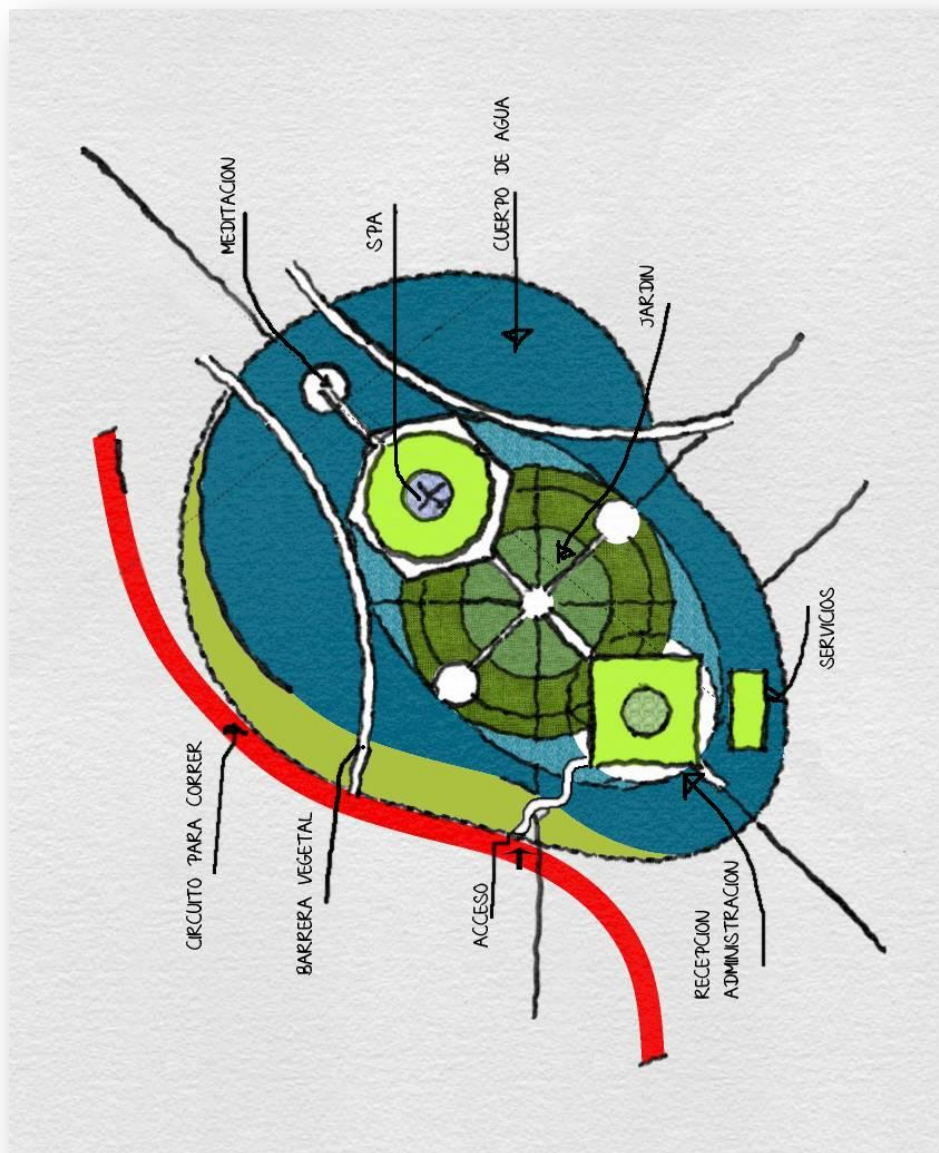 CIRCUITO PARA CORRER
BARRERA VEGETAL
ACCESO
RECEPCION
ADMINISTRACION
MEDITACION
SPA
CUERPO DE AGUA
JARDIN
SERVICIOS